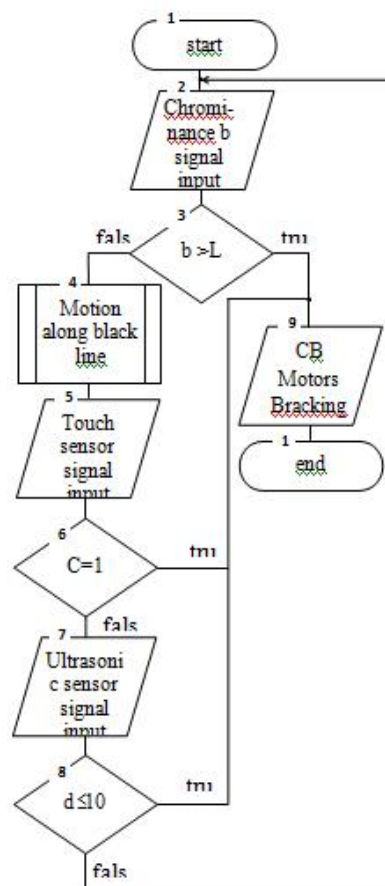 1
start
2
Chromi-
nance b
signal
input
3
fals
tru
b >L
4
Motion
along black
line
9
CB
Motors
Bracking
5
Touch
sensor
signal
input
1
end
6
C=1
tru
fals
7
Ultrasoni
c sensor
signal
input
8
d ≤10
tru
fals